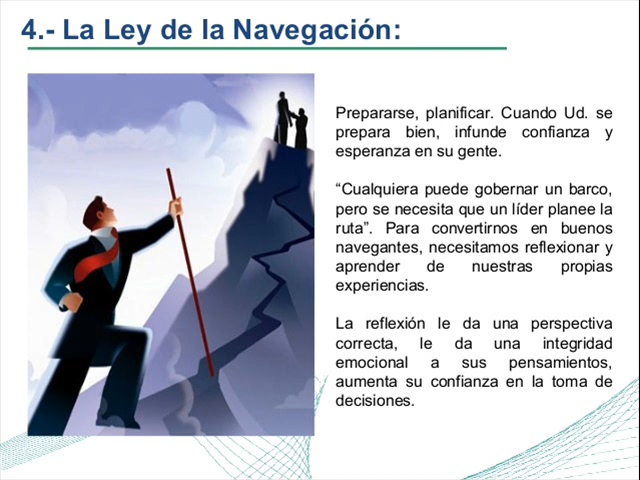 4.- La Ley de la Navegación:
Prepararse, planificar. Cuando Ud. se
prepara bien, infunde confianza y
esperanza en su gente.
“Cualquiera puede gobernar un barco,
pero se necesita que un líder planee la
ruta”. Para convertirnos en buenos
navegantes, necesitamos reflexionar y
aprender de nuestras propias
experiencias.
La reflexión le da una perspectiva
correcta, le da una integridad
emocional a sus pensamientos,
aumenta su confianza en la toma de
decisiones.